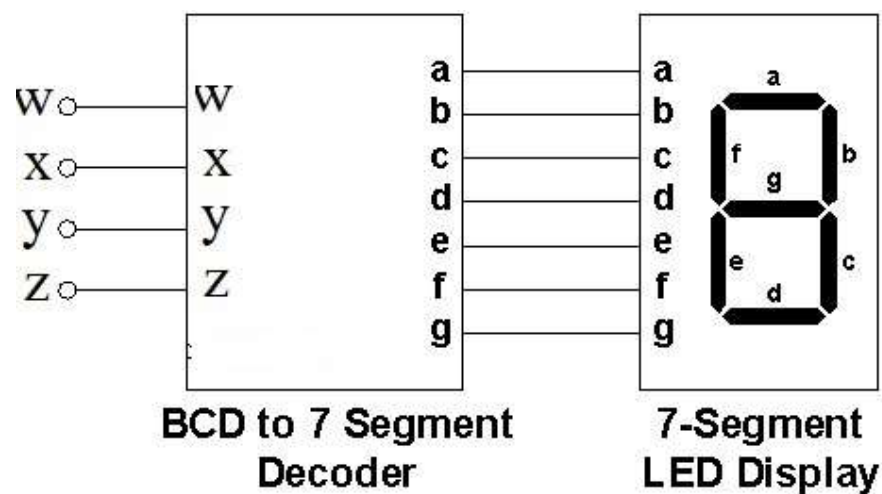 w w
x x
y y
z z
a a
b b
c c
d d
e e
f f
g g
a
f b
g
e c
d
BCD to 7 Segment
Decoder
7-Segment
LED Display